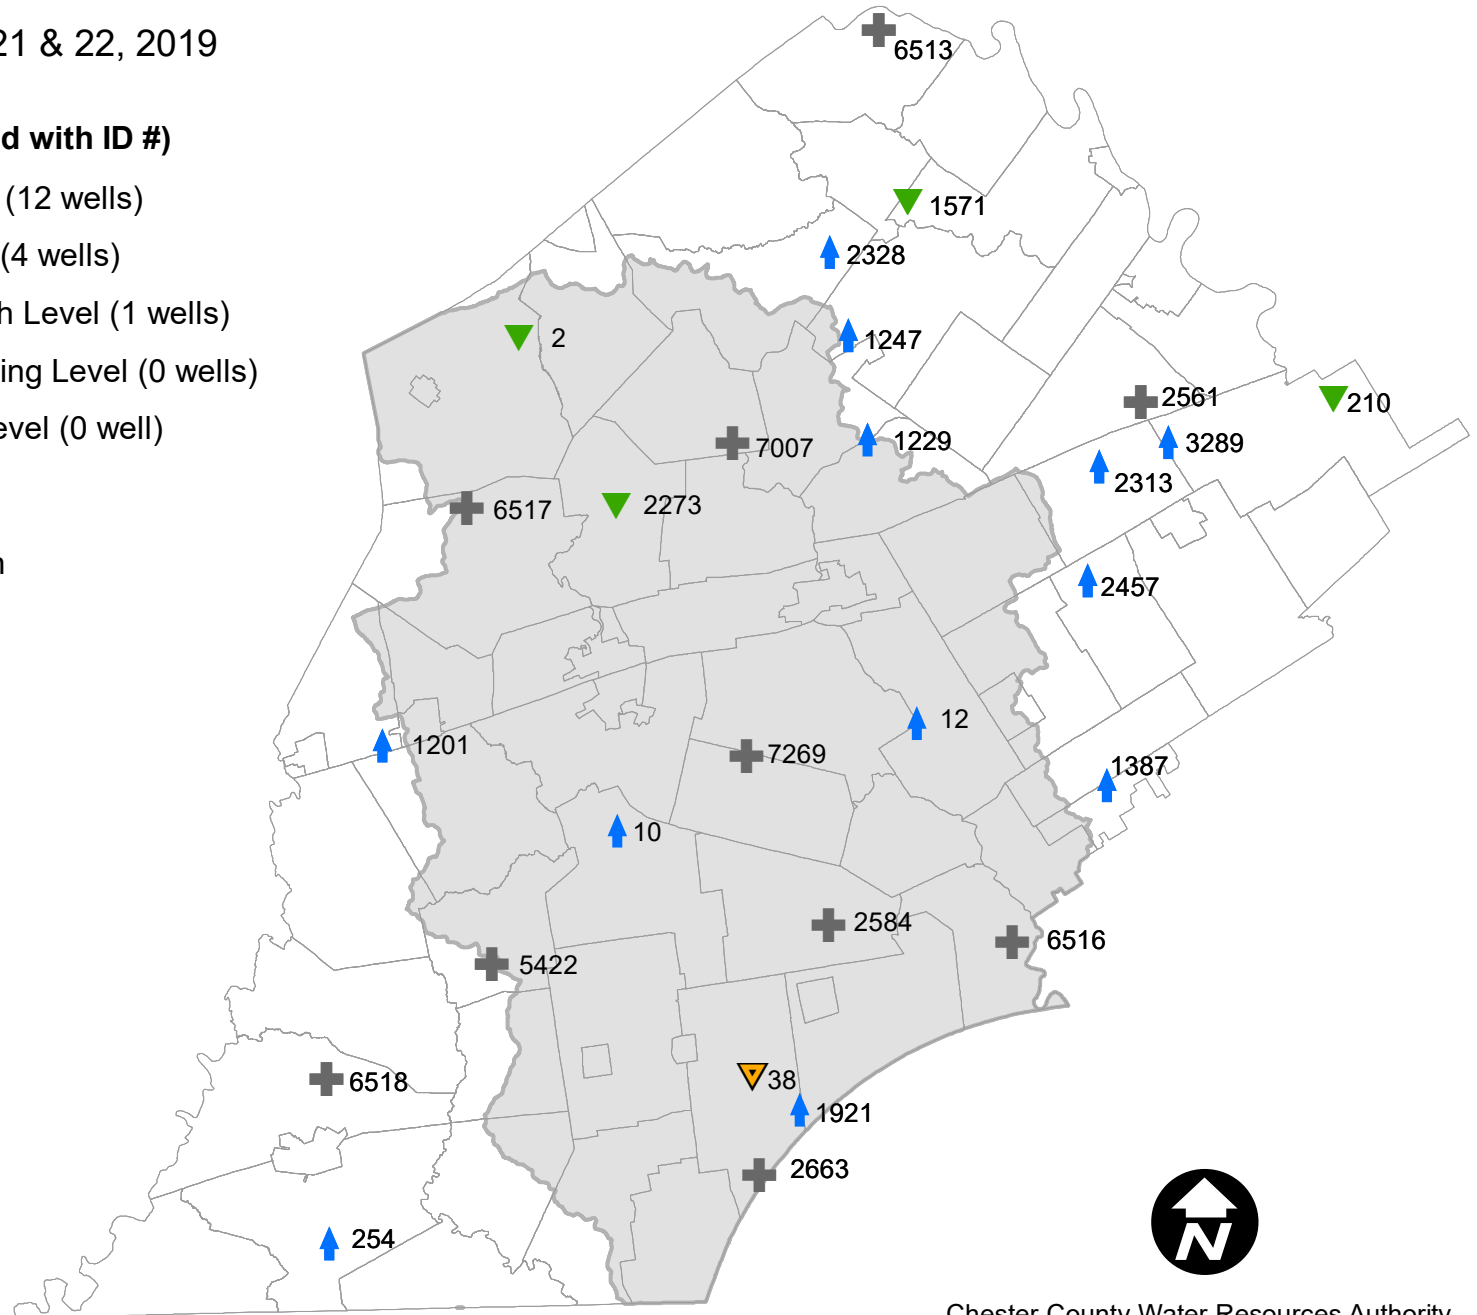 21 & 22, 2019
d with ID #)
(12 wells)
(4 wells)
h Level (1 wells)
ing Level (0 wells)
evel (0 well)
n
6513
1571
2328
2
1247
2561
210
7007
1229
3289
2313
6517
2273
2457
12
1201
7269
1387
10
2584
6516
5422
6518
38
1921
2663
254
N
Chester County Water Resources Authority